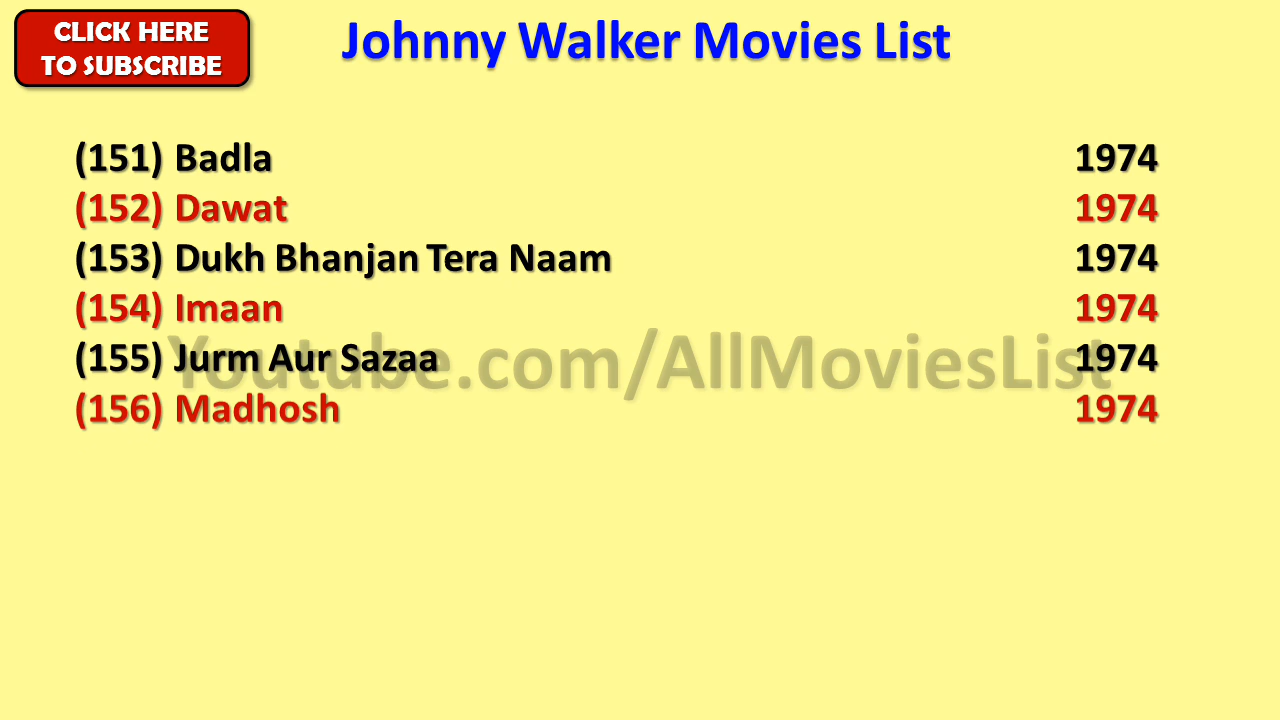 CLICK HERE
TO SUBSCRIBE
Johnny Walker Movies List
(151) Badla 1974
(152) Dawat 1974
(153) Dukh Bhanjan Tera Naam 1974
(154) Imaan 1974
(155) Jurm Aur Sazaa 1974
Youtube.com/AllMoviesList
(156) Madhosh 1974